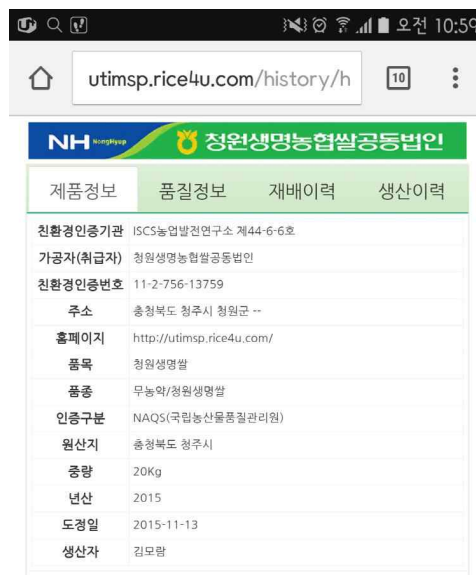 오전 10:59
utimsp.rice4u.com/history/h
10
NH NongHyup 청원생명농협쌀공동법인
제품정보 품질정보 재배이력 생산이력
친환경인증기관 ISCS농업발전연구소 제44-6-6호
가공자(취급자) 청원생명농협쌀공동법인
친환경인증번호 11-2-756-13759
주소 충청북도 청주시 청원군 --
홈페이지 http://utimsp.rice4u.com/
품목 청원생명쌀
품종 무농약/청원생명쌀
인증구분 NAQS(국립농산물품질관리원)
원산지 충청북도 청주시
중량 20Kg
년산 2015
도정일 2015-11-13
생산자 김모람